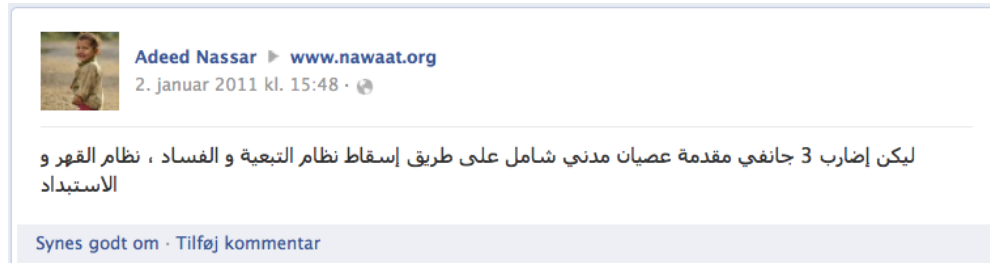 Adeed Nassar ▶ www.nawaat.org
2. januar 2011 kl. 15:48 ·
ليكن إضارب 3 جانفي مقدمة عصيان مدني شامل على طريق إسقاط نظام التبعية و الفساد ، نظام القهر و
الاستبداد
Synes godt om · Tilføj kommentar